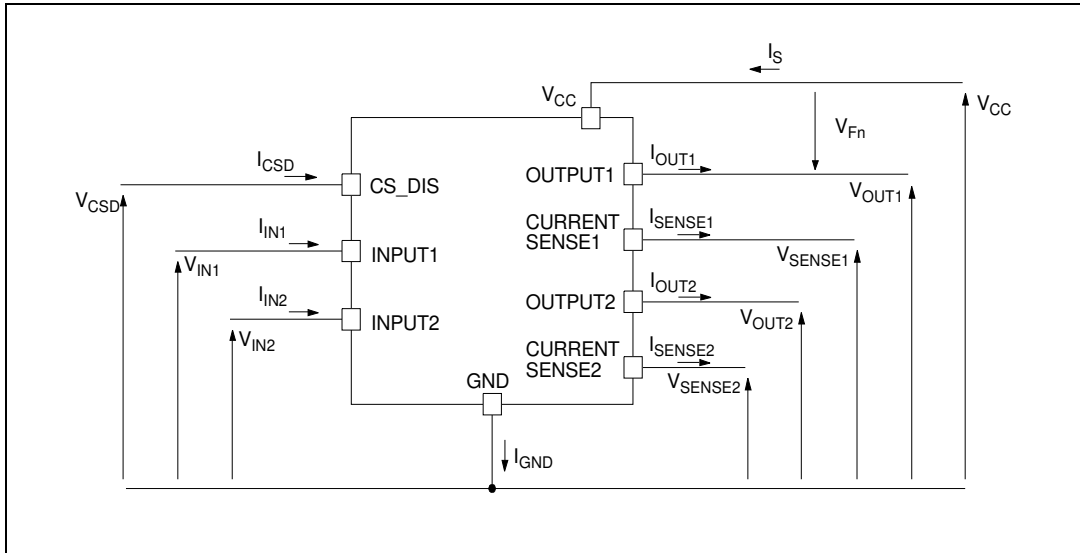 I_S
V_CC
V_CC
V_Fn
I_CSD
CS_DIS
OUTPUT1
I_OUT1
V_CSD
V_OUT1
I_IN1
INPUT1
CURRENT
SENSE1
I_SENSE1
V_IN1
V_SENSE1
I_IN2
INPUT2
OUTPUT2
I_OUT2
V_IN2
V_OUT2
CURRENT
SENSE2
I_SENSE2
V_SENSE2
GND
I_GND